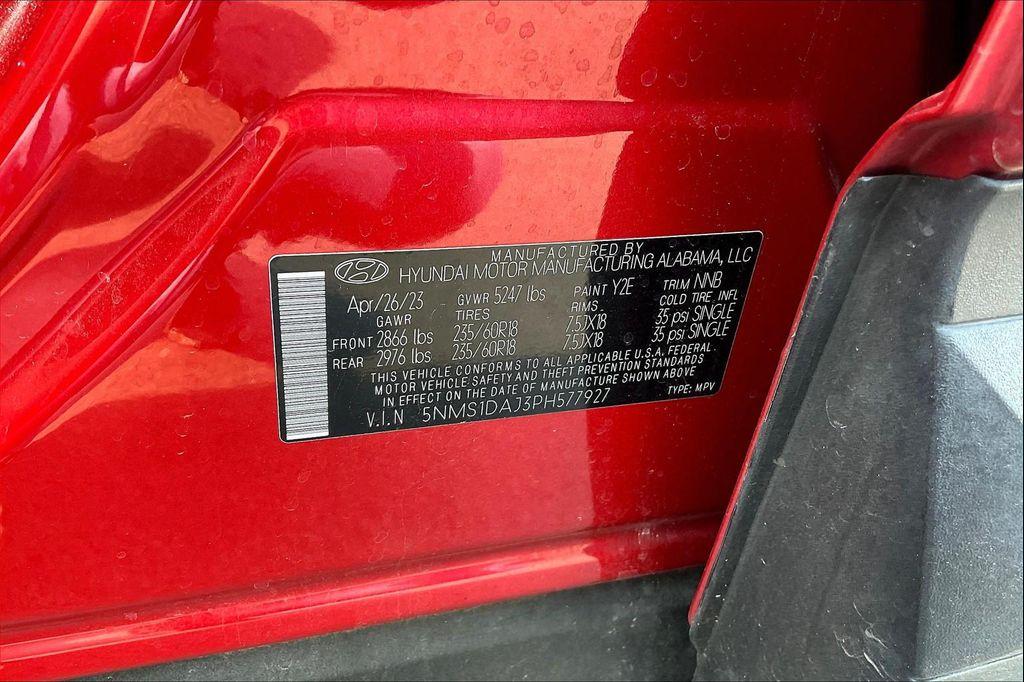 MANUFACTURED BY
HYUNDAI MOTOR MANUFACTURING ALABAMA, LLC
Apr/26/23 GVWR 5247 lbs PAINT Y2E TRIM NNB
GAWR TIRES RIMS COLD TIRE INFL
FRONT 2866 lbs 235/60R18 7.5JX18 35 psi SINGLE
REAR 2976 lbs 235/60R18 7.5JX18 35 psi SINGLE
THIS VEHICLE CONFORMS TO ALL APPLICABLE U.S.A. FEDERAL
MOTOR VEHICLE SAFETY AND THEFT PREVENTION STANDARDS
IN EFFECT ON THE DATE OF MANUFACTURE SHOWN ABOVE
V.I.N 5NMS1DAJ3PH577927 TYPE: MPV